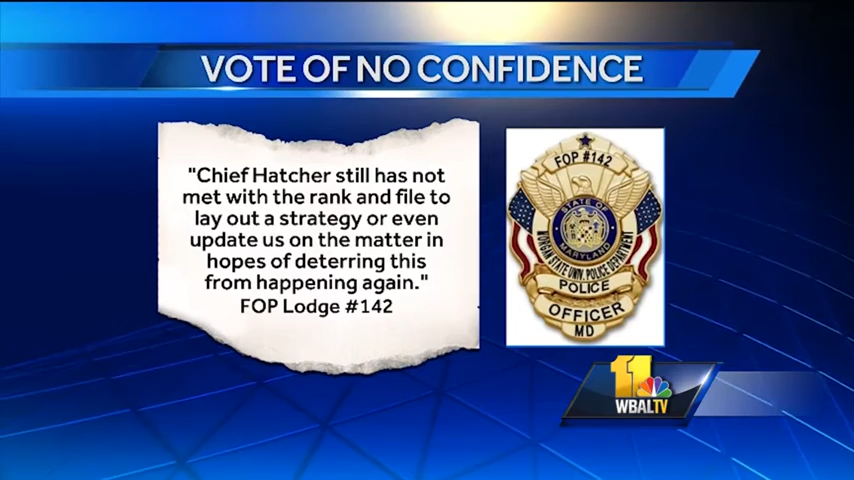 VOTE OF NO CONFIDENCE
"Chief Hatcher still has not
met with the rank and file to
lay out a strategy or even
update us on the matter in
hopes of deterring this
from happening again."
FOP Lodge #142
FOP #142
STATE OF
MARYLAND
MORGAN STATE UNIV. POLICE DEPARTMENT
POLICE
OFFICER
MD
11
WBALTV